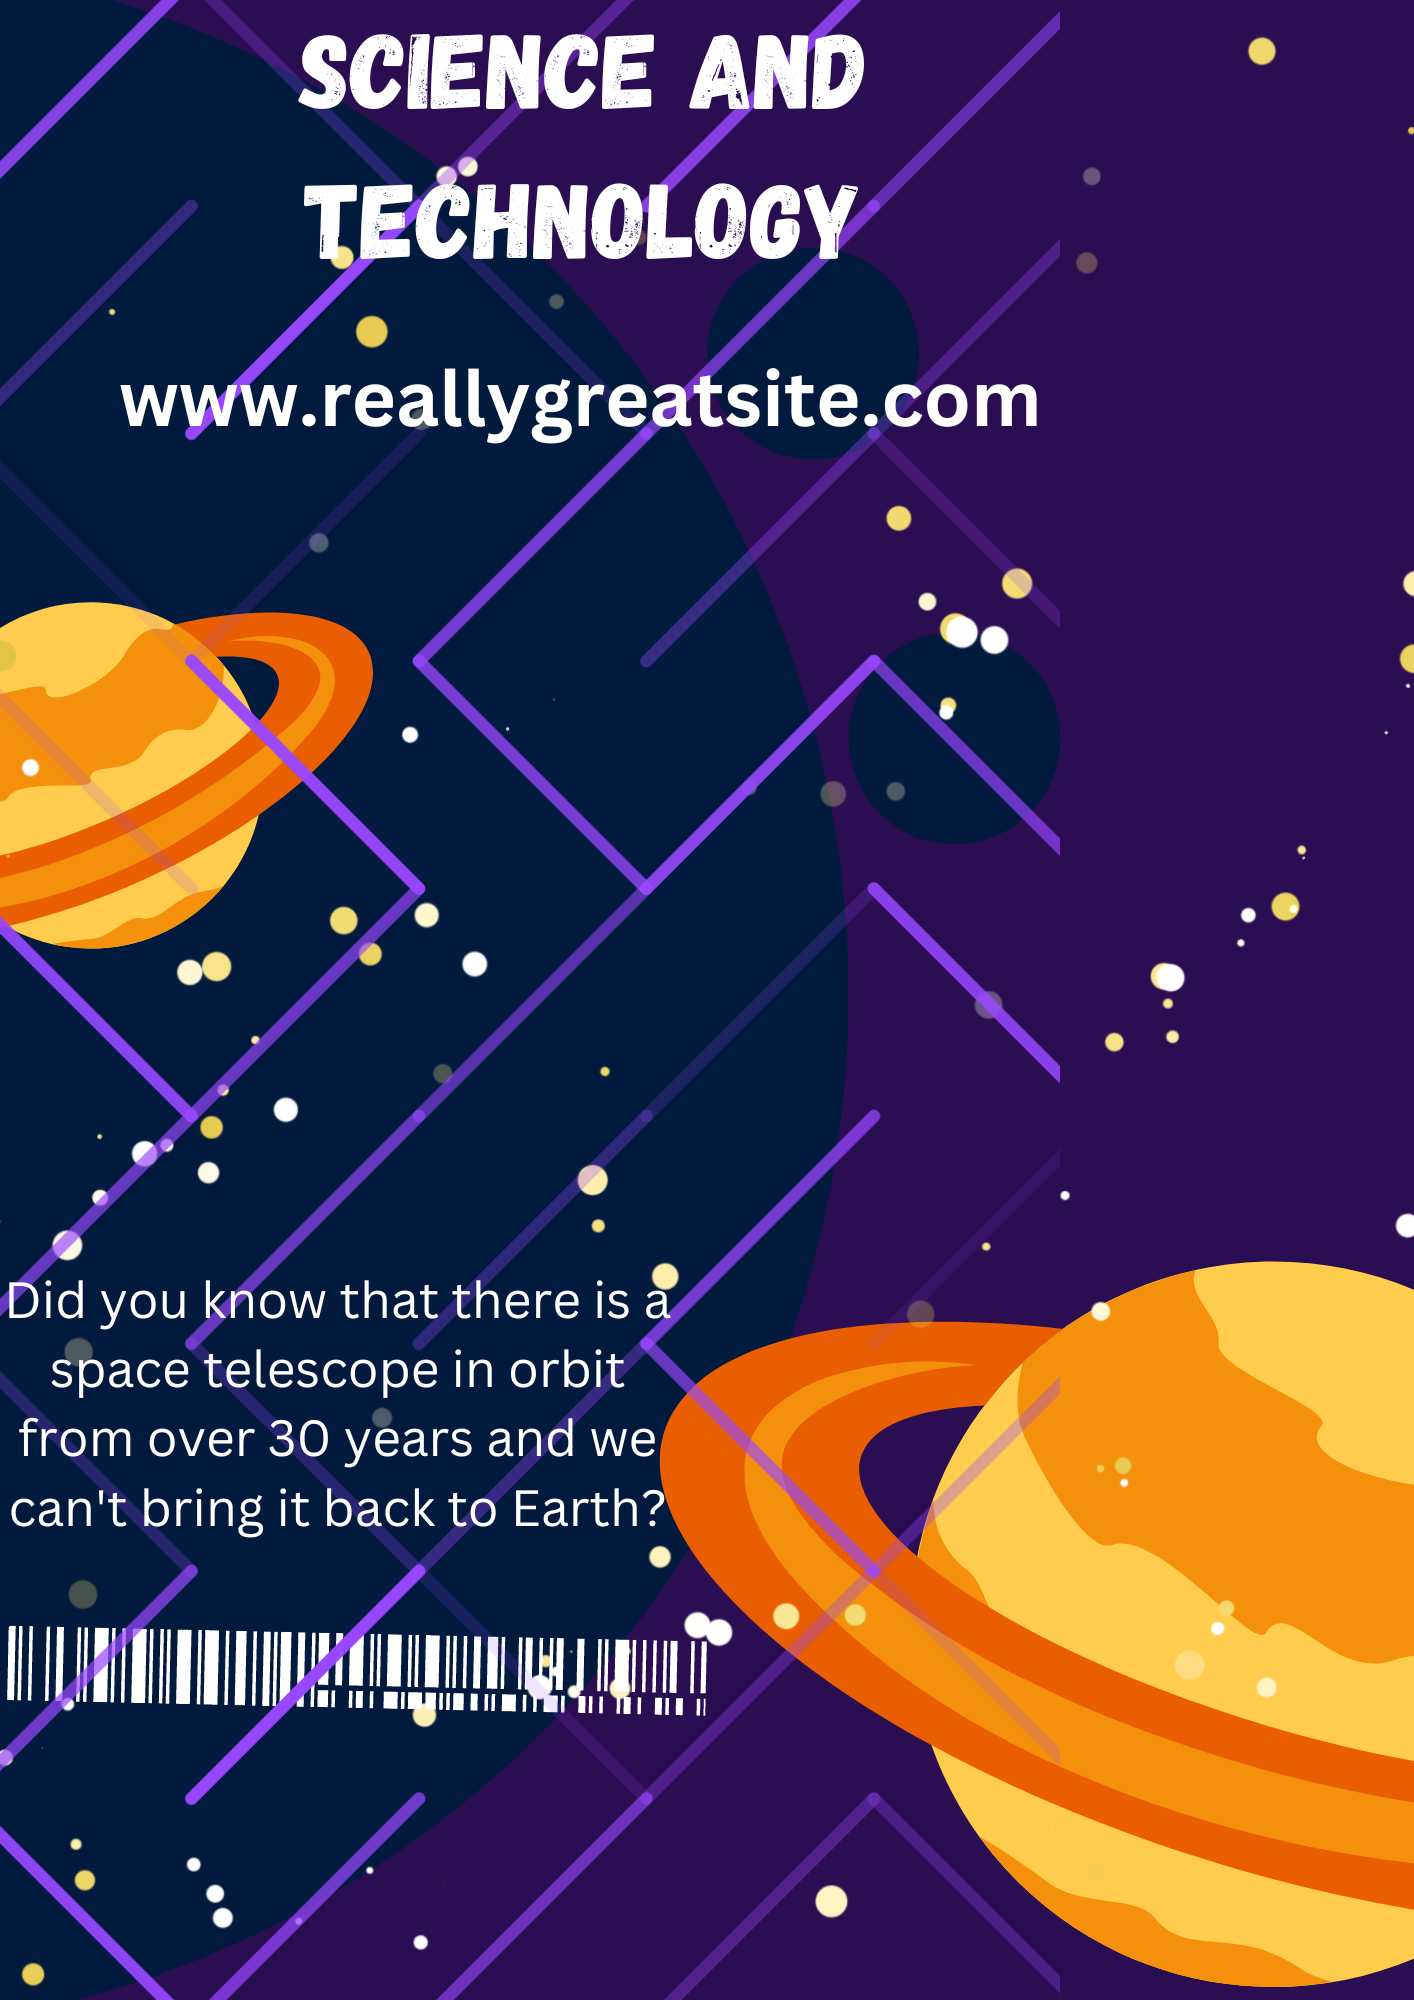 SCIENCE AND
TECHNOLOGY
www.reallygreatsite.com
Did you know that there is a
space telescope in orbit
from over 30 years and we
can't bring it back to Earth?